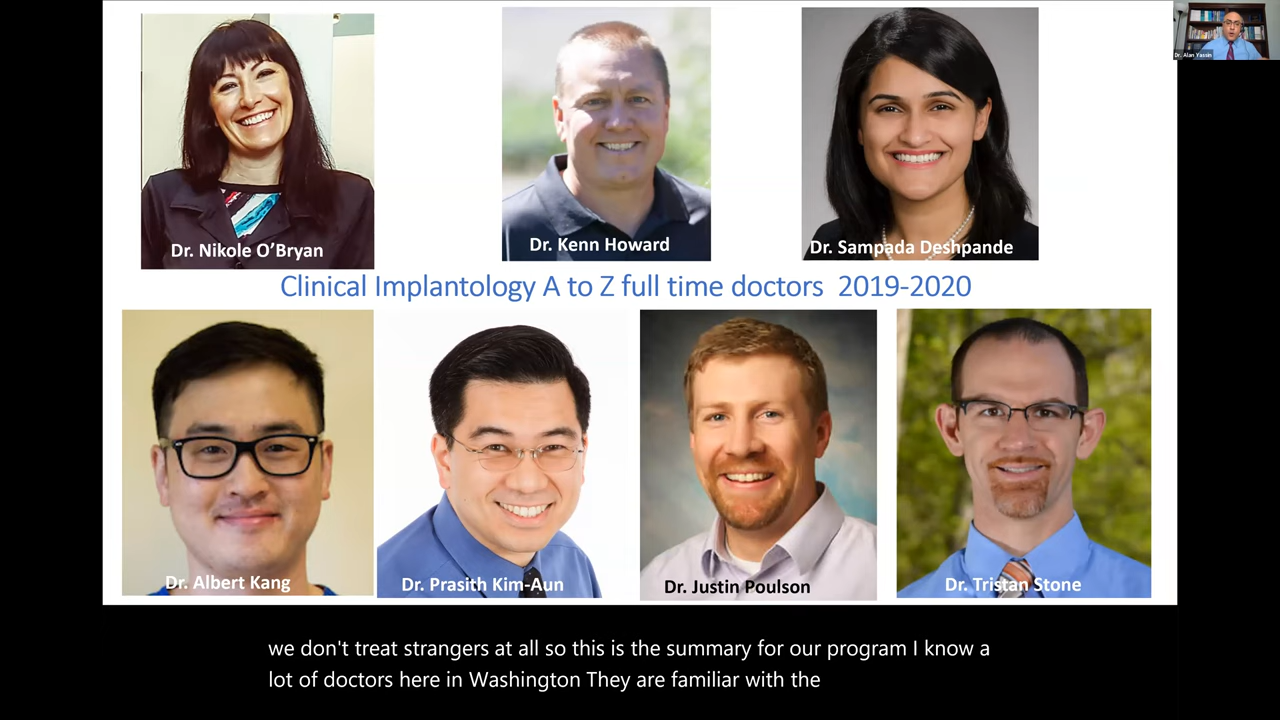 Dr. Alan Yassin
Dr. Nikole O’Bryan
Dr. Kenn Howard
Dr. Sampada Deshpande
Clinical Implantology A to Z full time doctors 2019-2020
Dr. Albert Kang
Dr. Prasith Kim-Aun
Dr. Justin Poulson
Dr. Tristan Stone
we don't treat strangers at all so this is the summary for our program I know a
lot of doctors here in Washington They are familiar with the